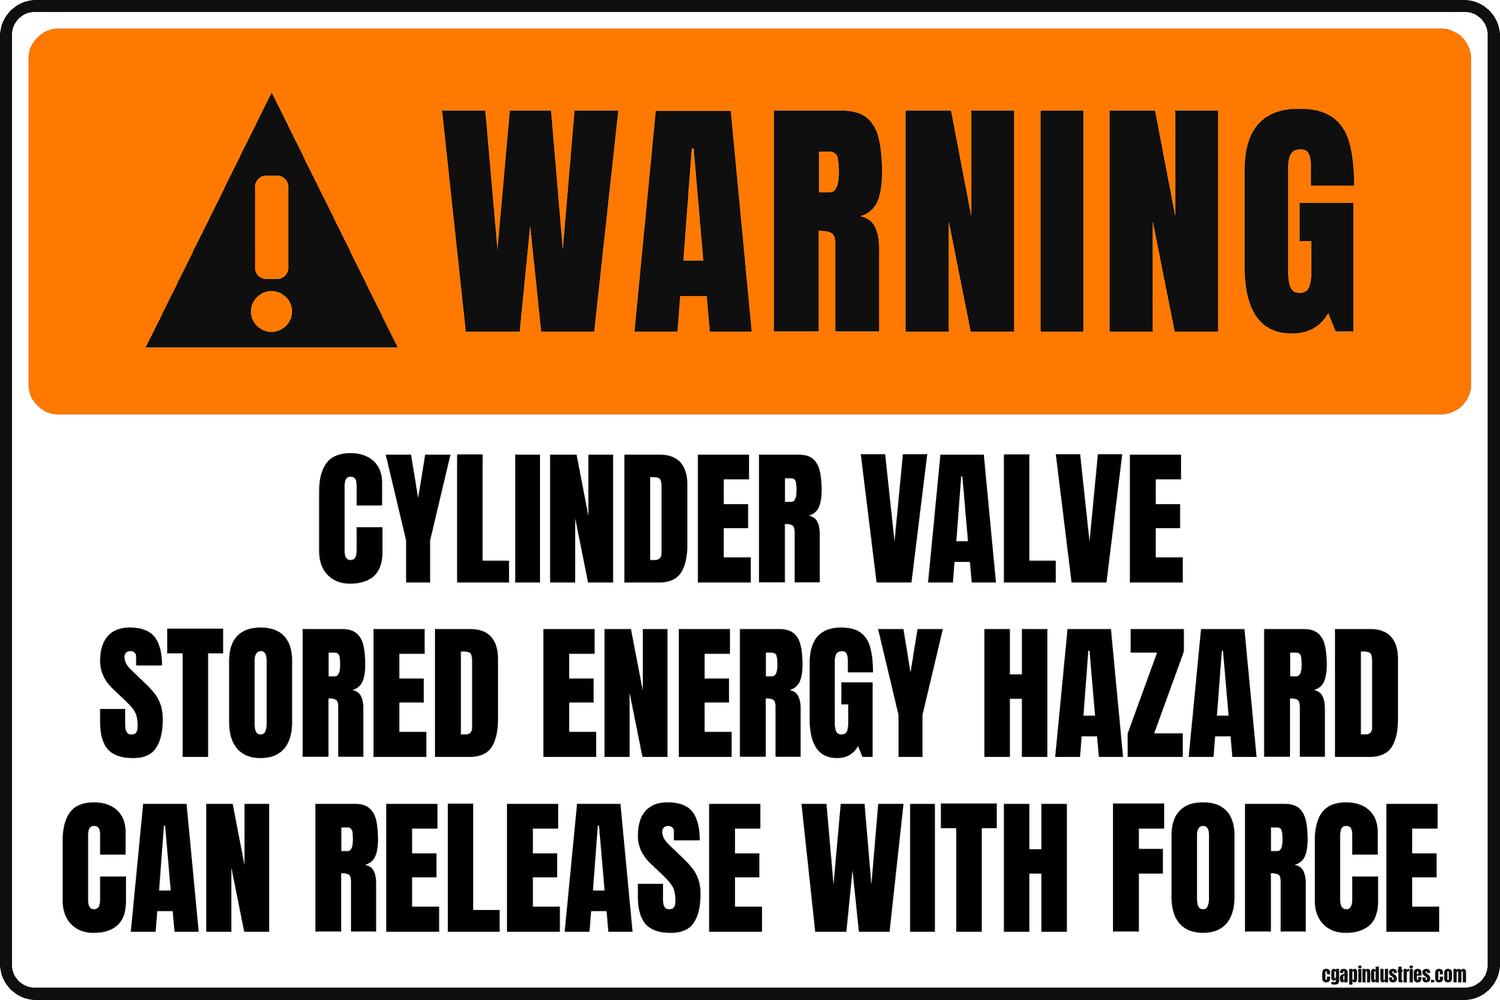 WARNING
CYLINDER VALVE
STORED ENERGY HAZARD
CAN RELEASE WITH FORCE
cgapindustries.com